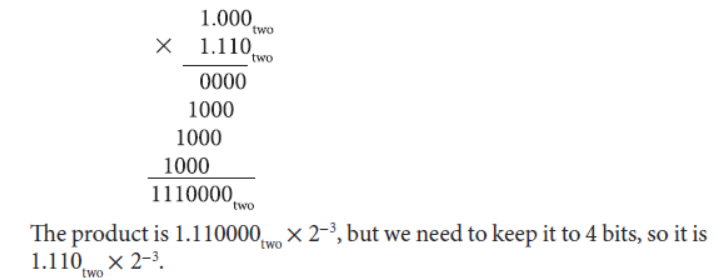 1.000two
× 1.110two
0000
1000
1000
1000
1110000two
The product is 1.110000two × 2⁻³, but we need to keep it to 4 bits, so it is
1.110two × 2⁻³.